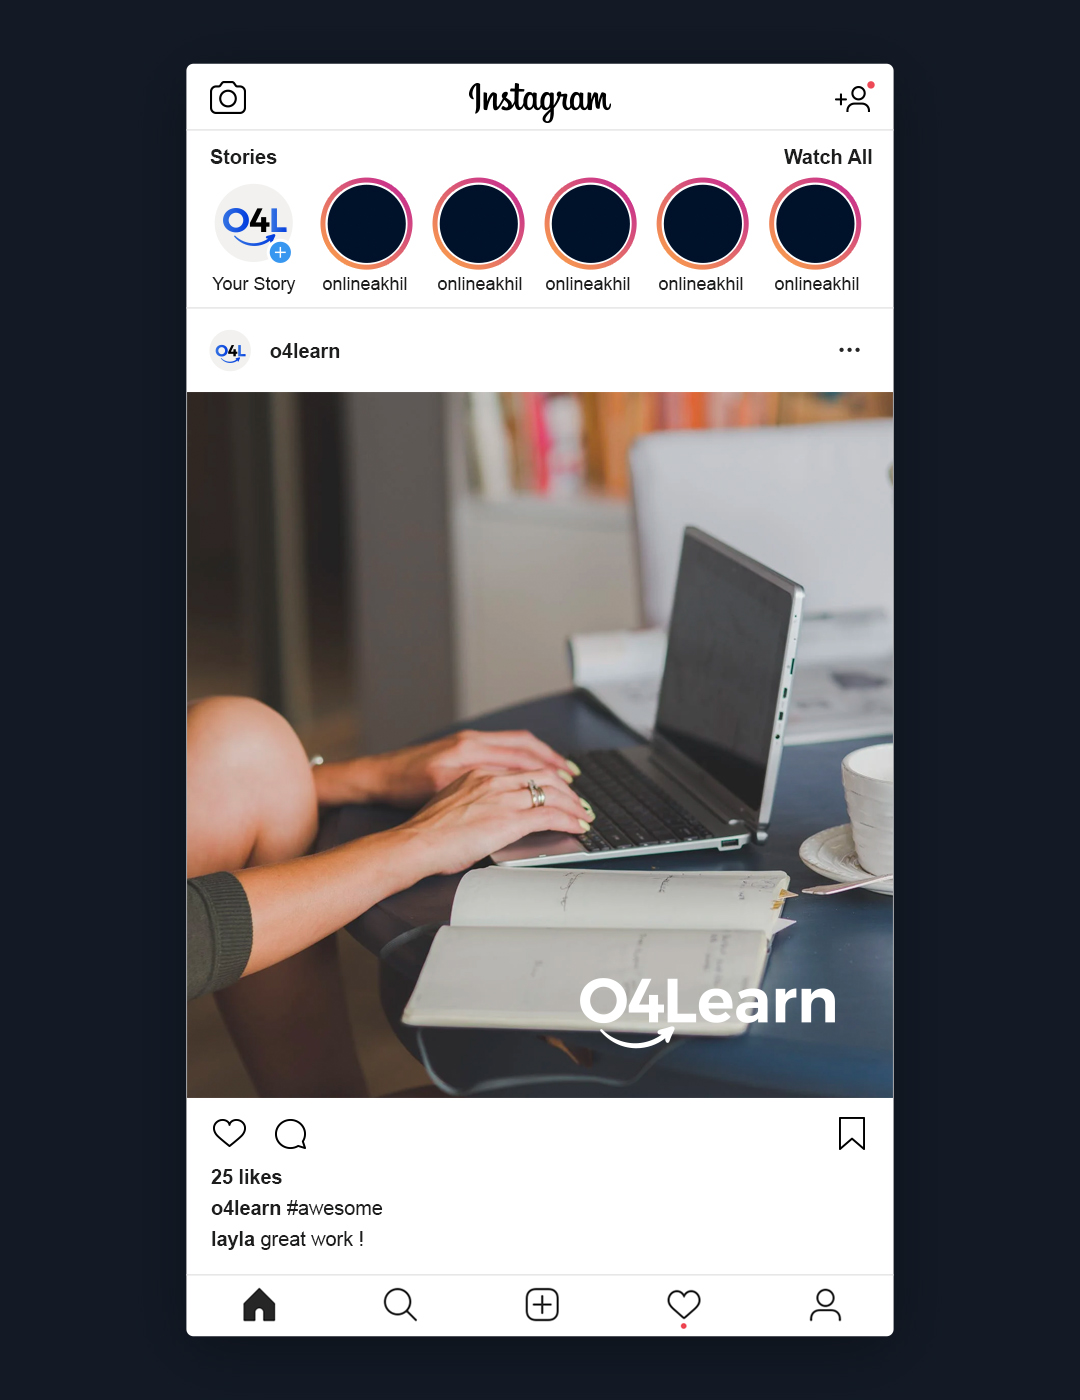 Instagram
Stories
Watch All
O4L
Your Story
onlineakhil
onlineakhil
onlineakhil
onlineakhil
onlineakhil
O4L
o4learn
O4Learn
25 likes
o4learn #awesome
layla great work !